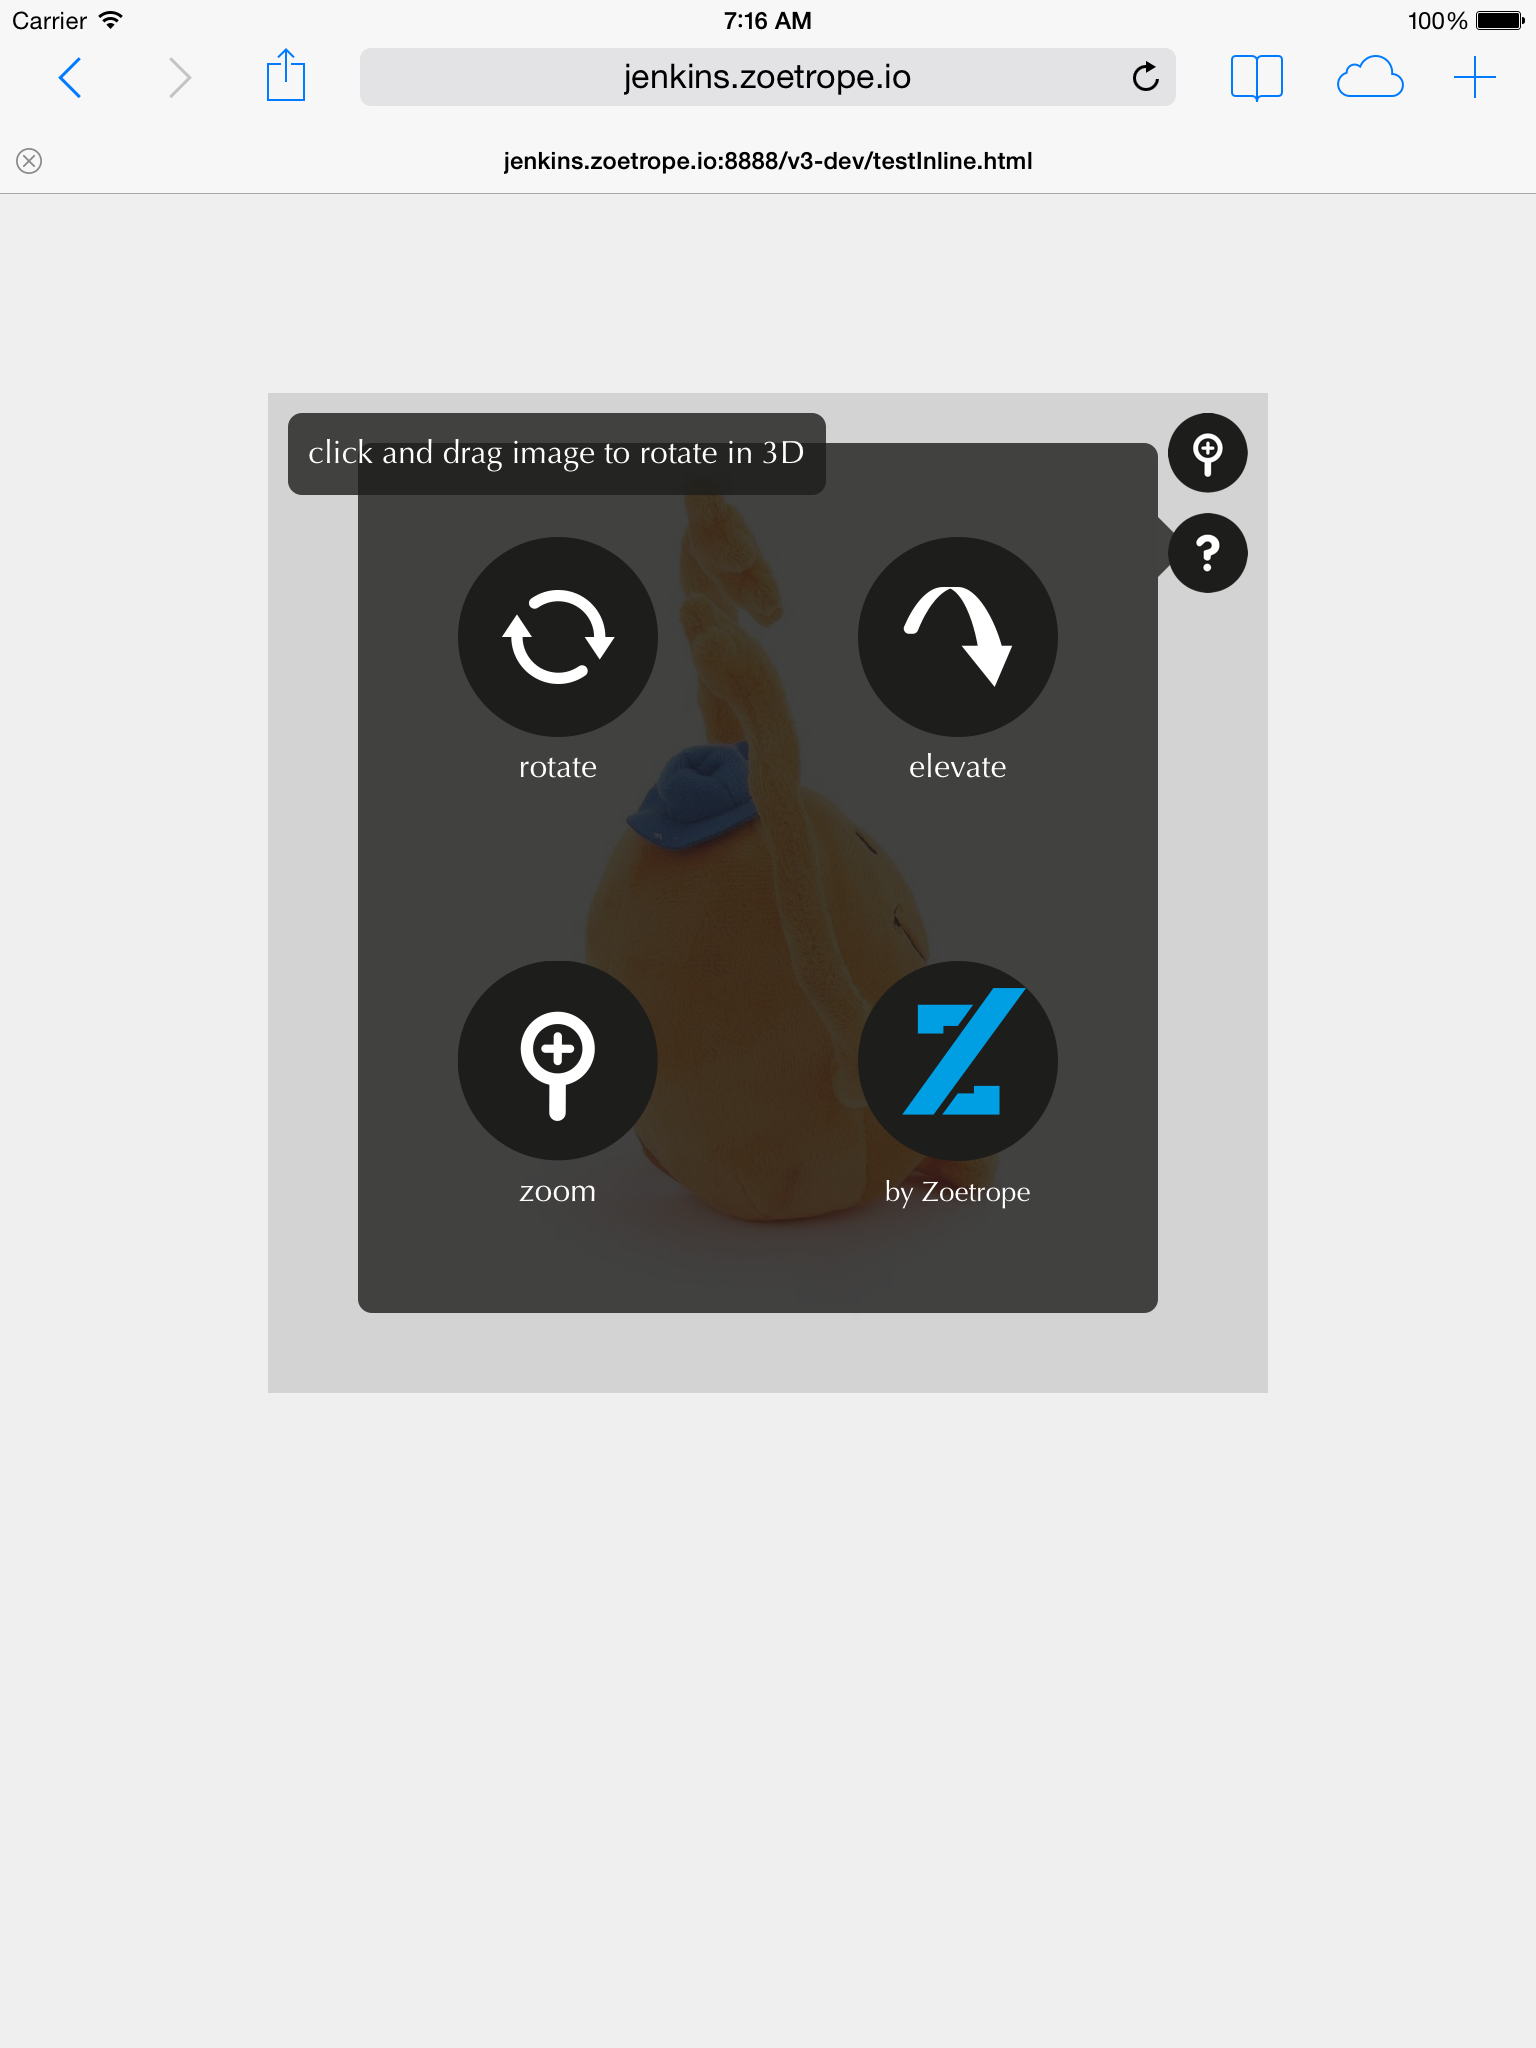 Carrier 7:16 AM 100%
jenkins.zoetrope.io
jenkins.zoetrope.io:8888/v3-dev/testInline.html
click and drag image to rotate in 3D
?
rotate elevate
Z
zoom by Zoetrope